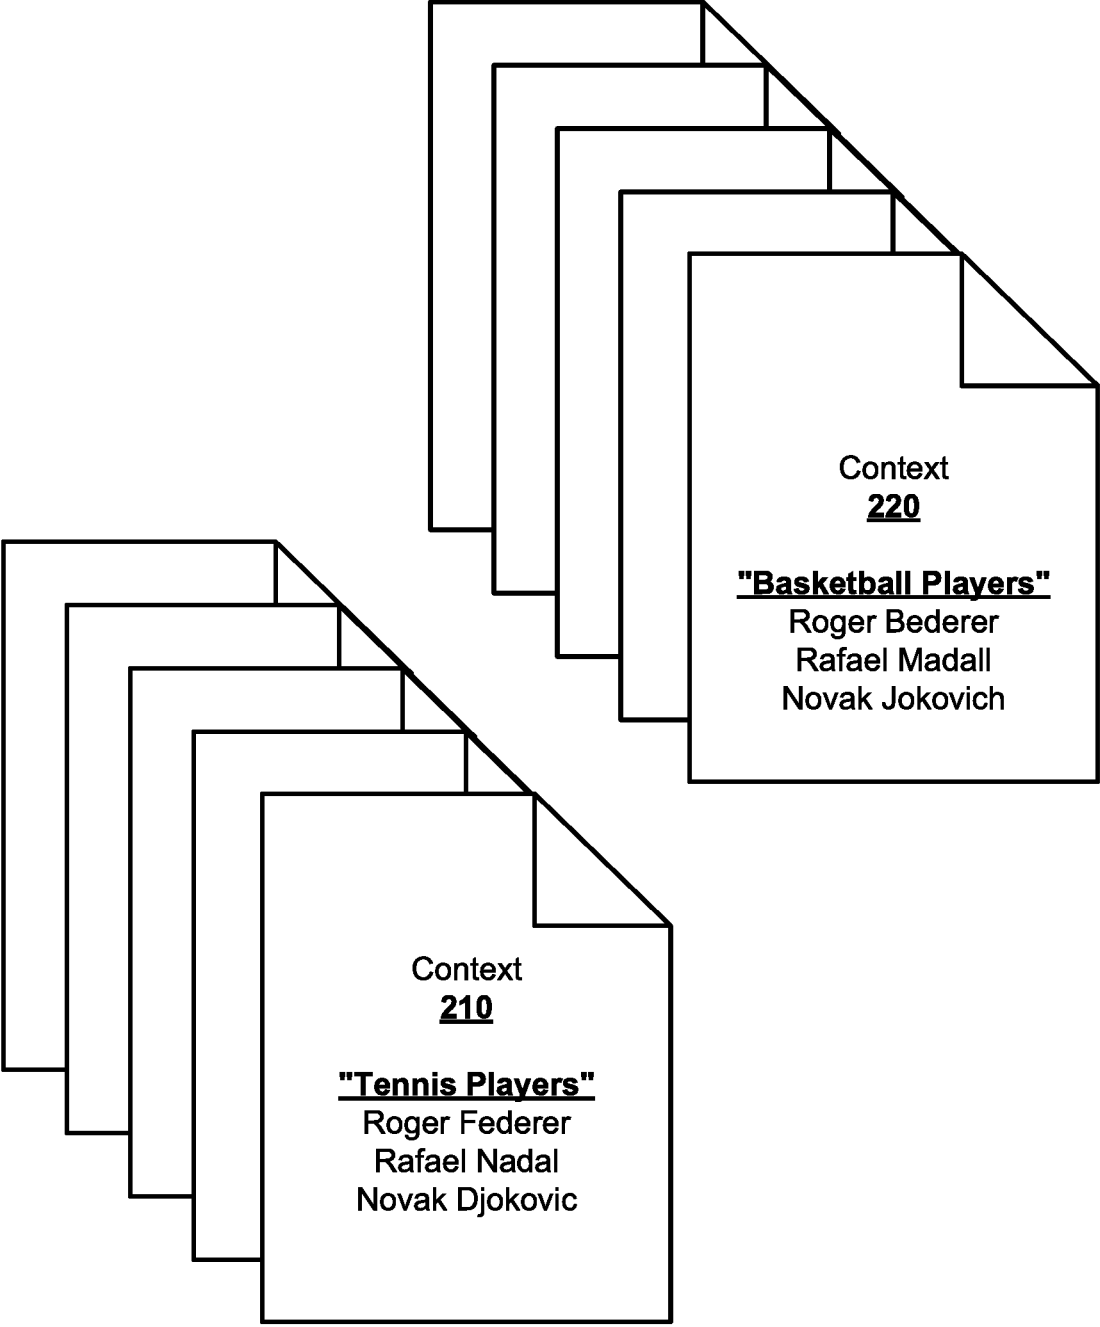 Context
220
"Basketball Players"
Roger Bederer
Rafael Madall
Novak Jokovich
Context
210
"Tennis Players"
Roger Federer
Rafael Nadal
Novak Djokovic